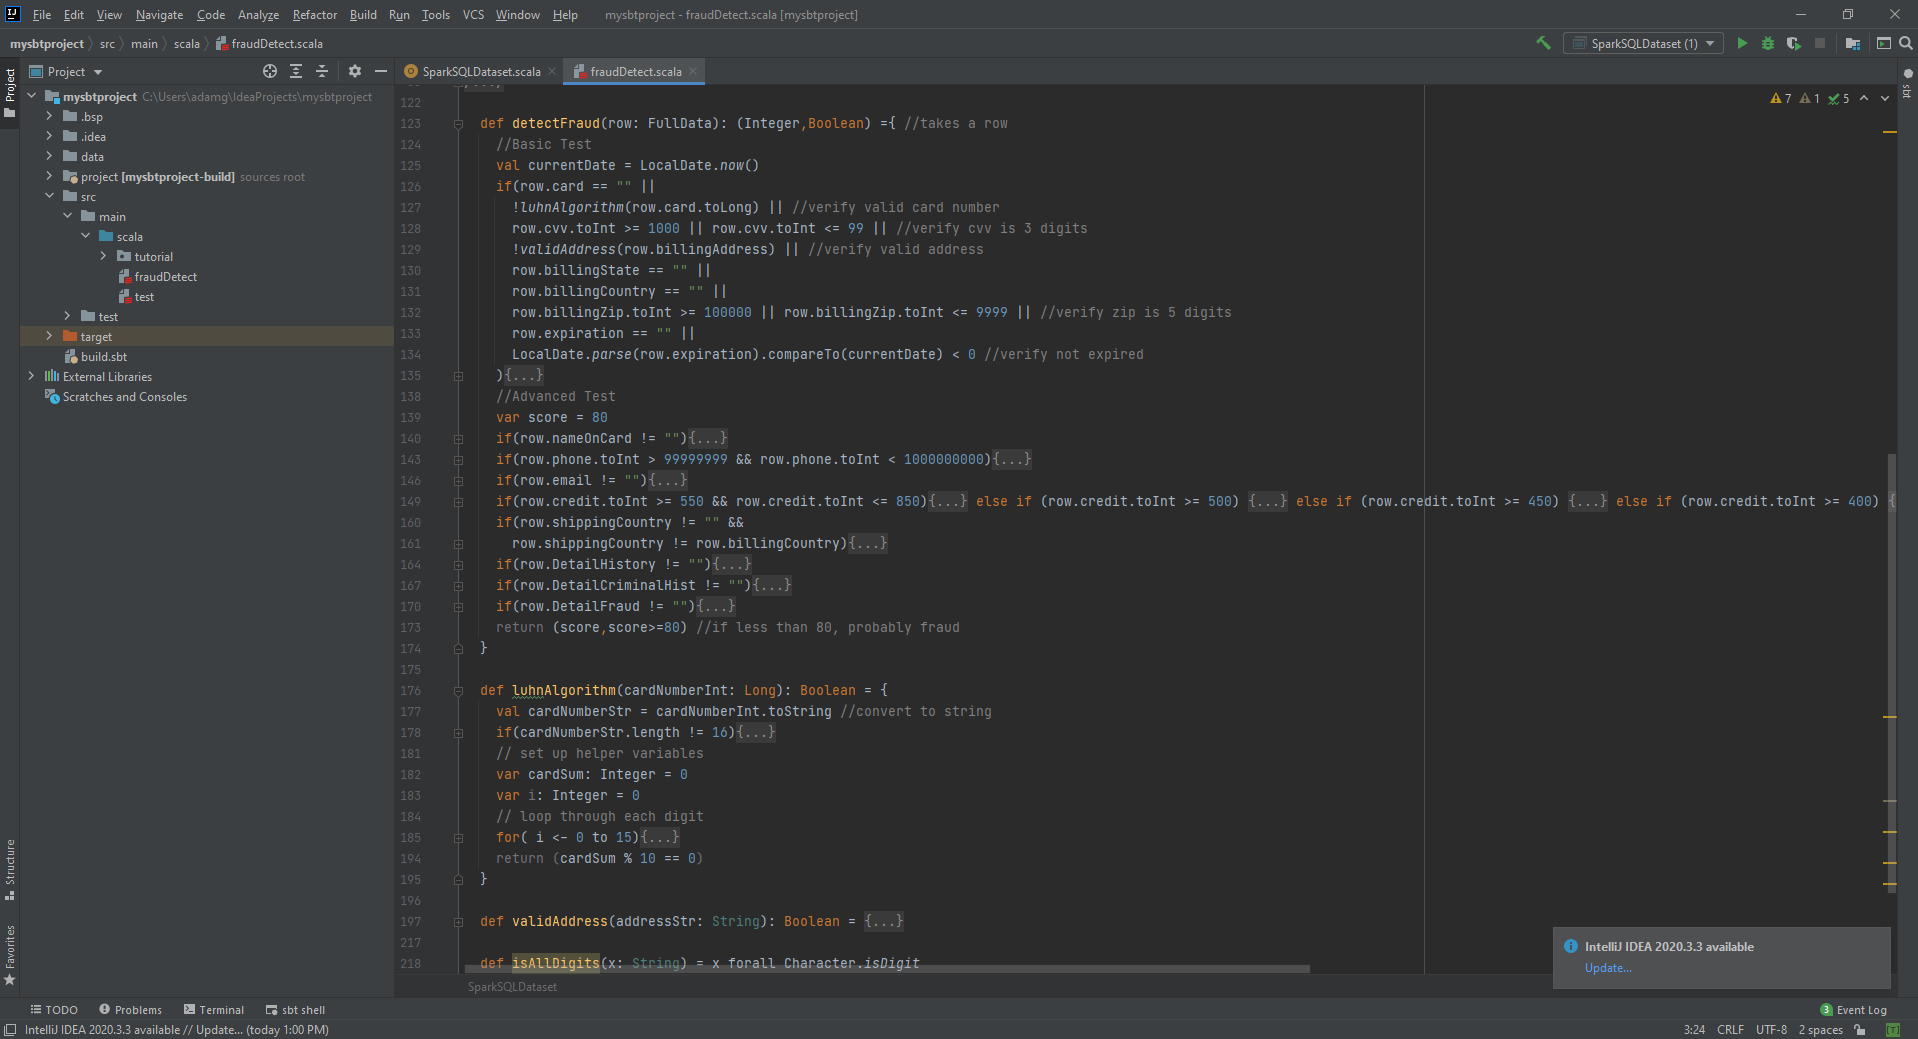 File Edit View Navigate Code Analyze Refactor Build Run Tools VCS Window Help mysbtproject - fraudDetect.scala [mysbtproject]
mysbtproject src main scala fraudDetect.scala SparkSQLDataset (1)
Project
SparkSQLDataset.scala fraudDetect.scala
Project
sbt
7 1 5
mysbtproject C:\Users\adamg\IdeaProjects\mysbtproject
.bsp
.idea
data
project [mysbtproject-build] sources root
src
main
scala
tutorial
fraudDetect
test
test
target
build.sbt
External Libraries
Scratches and Consoles
122
123 def detectFraud(row: FullData): (Integer,Boolean) ={ //takes a row
124 //Basic Test
125 val currentDate = LocalDate.now()
126 if(row.card == "" ||
127 !luhnAlgorithm(row.card.toLong) || //verify valid card number
128 row.cvv.toInt >= 1000 || row.cvv.toInt <= 99 || //verify cvv is 3 digits
129 !validAddress(row.billingAddress) || //verify valid address
130 row.billingState == "" ||
131 row.billingCountry == "" ||
132 row.billingZip.toInt >= 100000 || row.billingZip.toInt <= 9999 || //verify zip is 5 digits
133 row.expiration == "" ||
134 LocalDate.parse(row.expiration).compareTo(currentDate) < 0 //verify not expired
135 ){...}
138 //Advanced Test
139 var score = 80
140 if(row.nameOnCard != ""){...}
143 if(row.phone.toInt > 99999999 && row.phone.toInt < 1000000000){...}
146 if(row.email != ""){...}
149 if(row.credit.toInt >= 550 && row.credit.toInt <= 850){...} else if (row.credit.toInt >= 500) {...} else if (row.credit.toInt >= 450) {...} else if (row.credit.toInt >= 400) {
160 if(row.shippingCountry != "" &&
161 row.shippingCountry != row.billingCountry){...}
164 if(row.DetailHistory != ""){...}
167 if(row.DetailCriminalHist != ""){...}
170 if(row.DetailFraud != ""){...}
173 return (score,score>=80) //if less than 80, probably fraud
174 }
175
176 def luhnAlgorithm(cardNumberInt: Long): Boolean = {
177 val cardNumberStr = cardNumberInt.toString //convert to string
178 if(cardNumberStr.length != 16){...}
181 // set up helper variables
182 var cardSum: Integer = 0
183 var i: Integer = 0
184 // loop through each digit
185 for( i <- 0 to 15){...}
194 return (cardSum % 10 == 0)
195 }
196
197 def validAddress(addressStr: String): Boolean = {...}
217
218 def isAllDigits(x: String) = x forall Character.isDigit
SparkSQLDataset
Structure
Favorites
IntelliJ IDEA 2020.3.3 available
Update...
TODO Problems Terminal sbt shell 3 Event Log
IntelliJ IDEA 2020.3.3 available // Update... (today 1:00 PM) 3:24 CRLF UTF-8 2 spaces